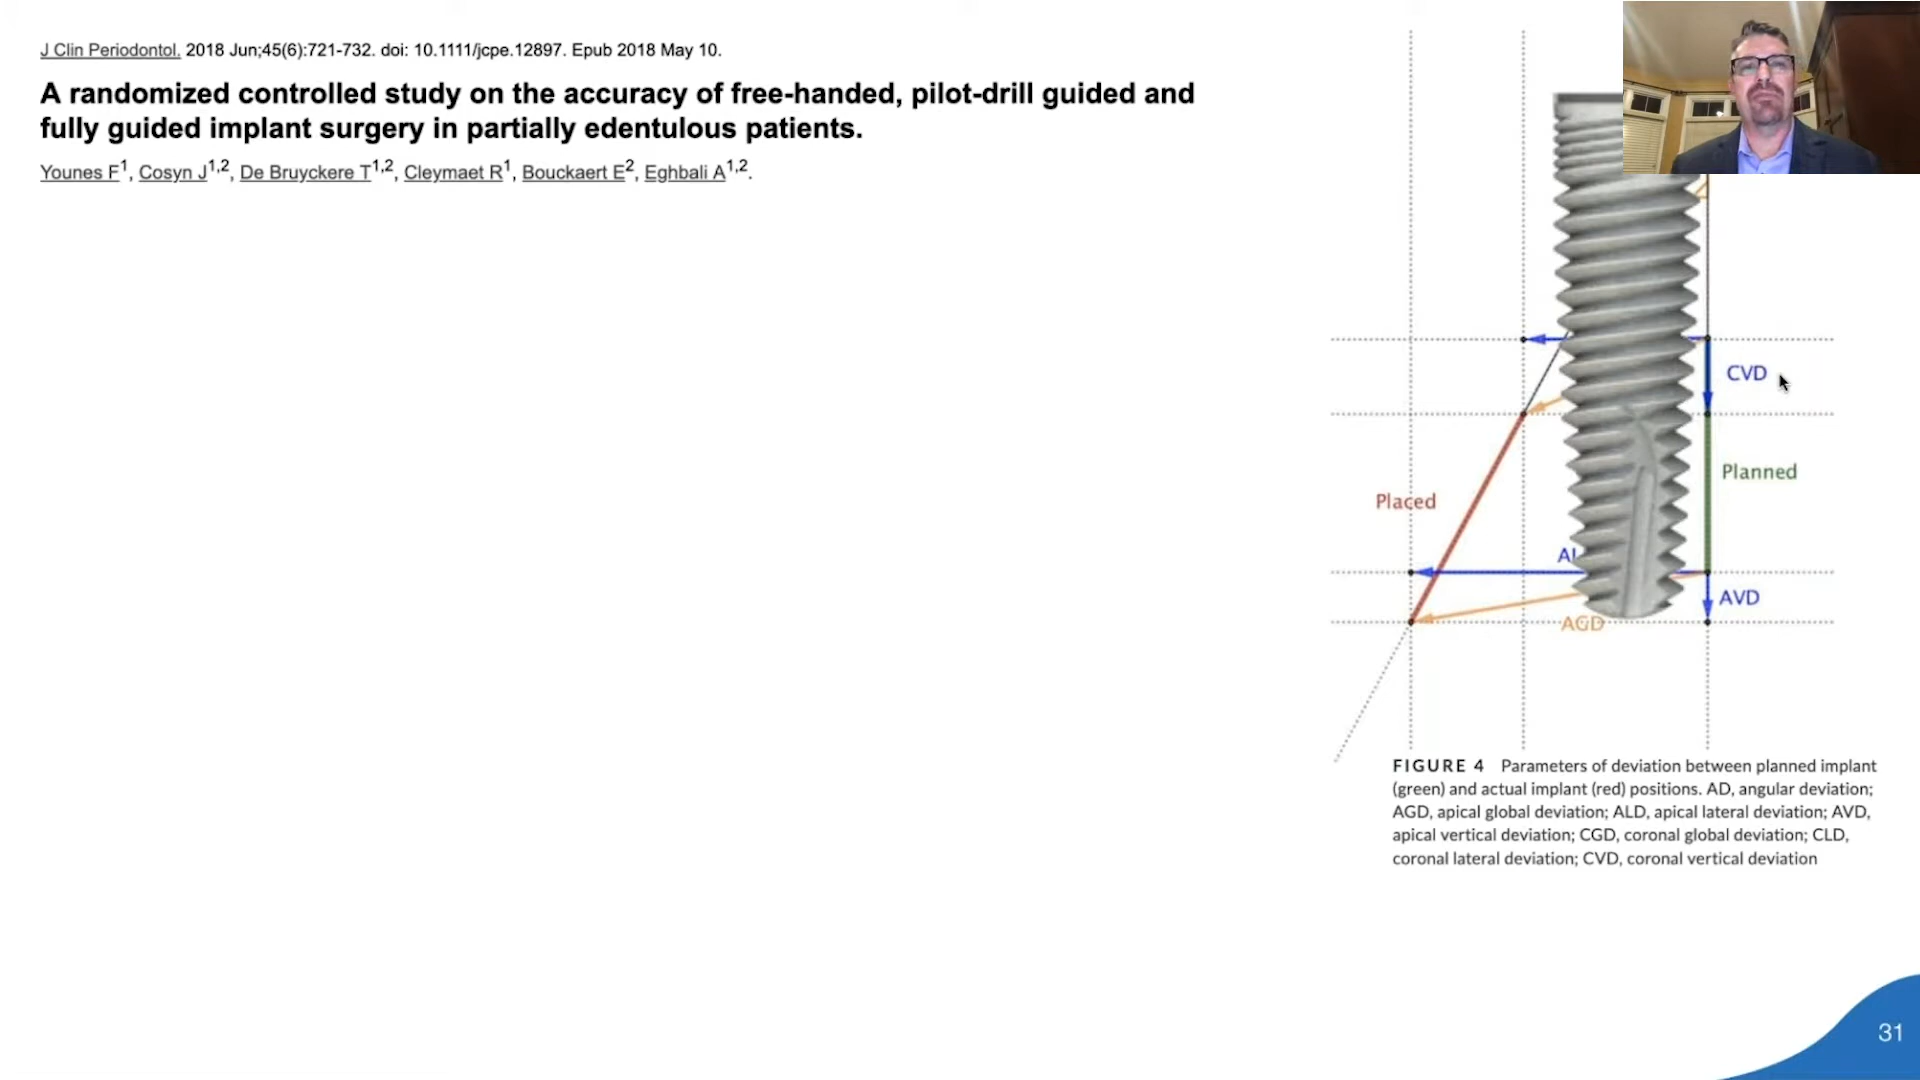 J Clin Periodontol. 2018 Jun;45(6):721-732. doi: 10.1111/jcpe.12897. Epub 2018 May 10.
A randomized controlled study on the accuracy of free-handed, pilot-drill guided and
fully guided implant surgery in partially edentulous patients.
Younes F1, Cosyn J1,2, De Bruyckere T1,2, Cleymaet R1, Bouckaert E2, Eghbali A1,2.
CVD
Planned
Placed
AVD
AGD
FIGURE 4 Parameters of deviation between planned implant
(green) and actual implant (red) positions. AD, angular deviation;
AGD, apical global deviation; ALD, apical lateral deviation; AVD,
apical vertical deviation; CGD, coronal global deviation; CLD,
coronal lateral deviation; CVD, coronal vertical deviation
31